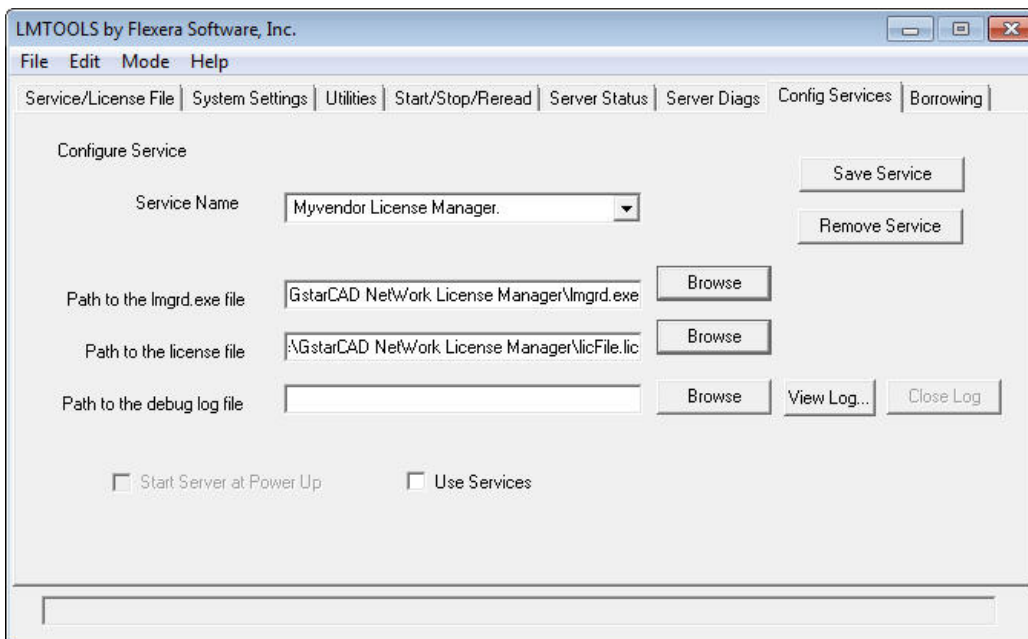 LMTOOLS by Flexera Software, Inc.
File Edit Mode Help
Service/License File System Settings Utilities Start/Stop/Reread Server Status Server Diags Config Services Borrowing
Configure Service
Save Service
Service Name Myvendor License Manager.
Remove Service
Path to the lmgrd.exe file GstarCAD NetWork License Manager\lmgrd.exe Browse
Path to the license file :\GstarCAD NetWork License Manager\licFile.lic Browse
Path to the debug log file Browse View Log... Close Log
Start Server at Power Up Use Services